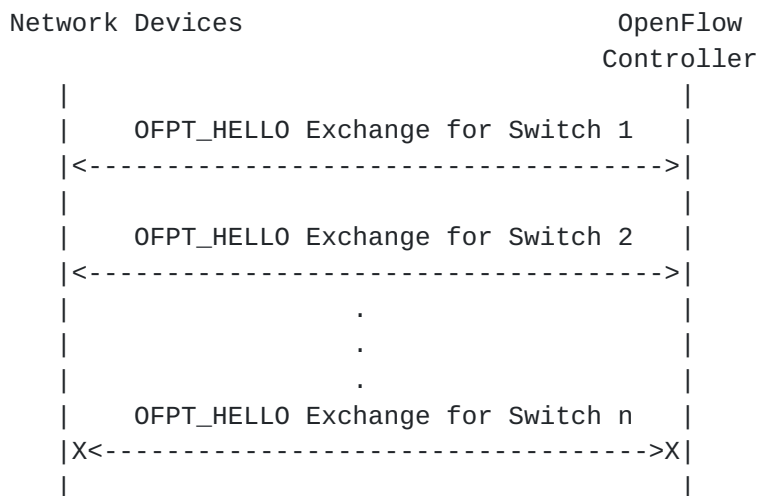 Network Devices                         OpenFlow
                                       Controller
    |                                       |
    |    OFPT_HELLO Exchange for Switch 1   |
    |<------------------------------------->|
    |                                       |
    |    OFPT_HELLO Exchange for Switch 2   |
    |<------------------------------------->|
    |                   .                   |
    |                   .                   |
    |                   .                   |
    |    OFPT_HELLO Exchange for Switch n   |
    |X<----------------------------------->X|
    |                                       |